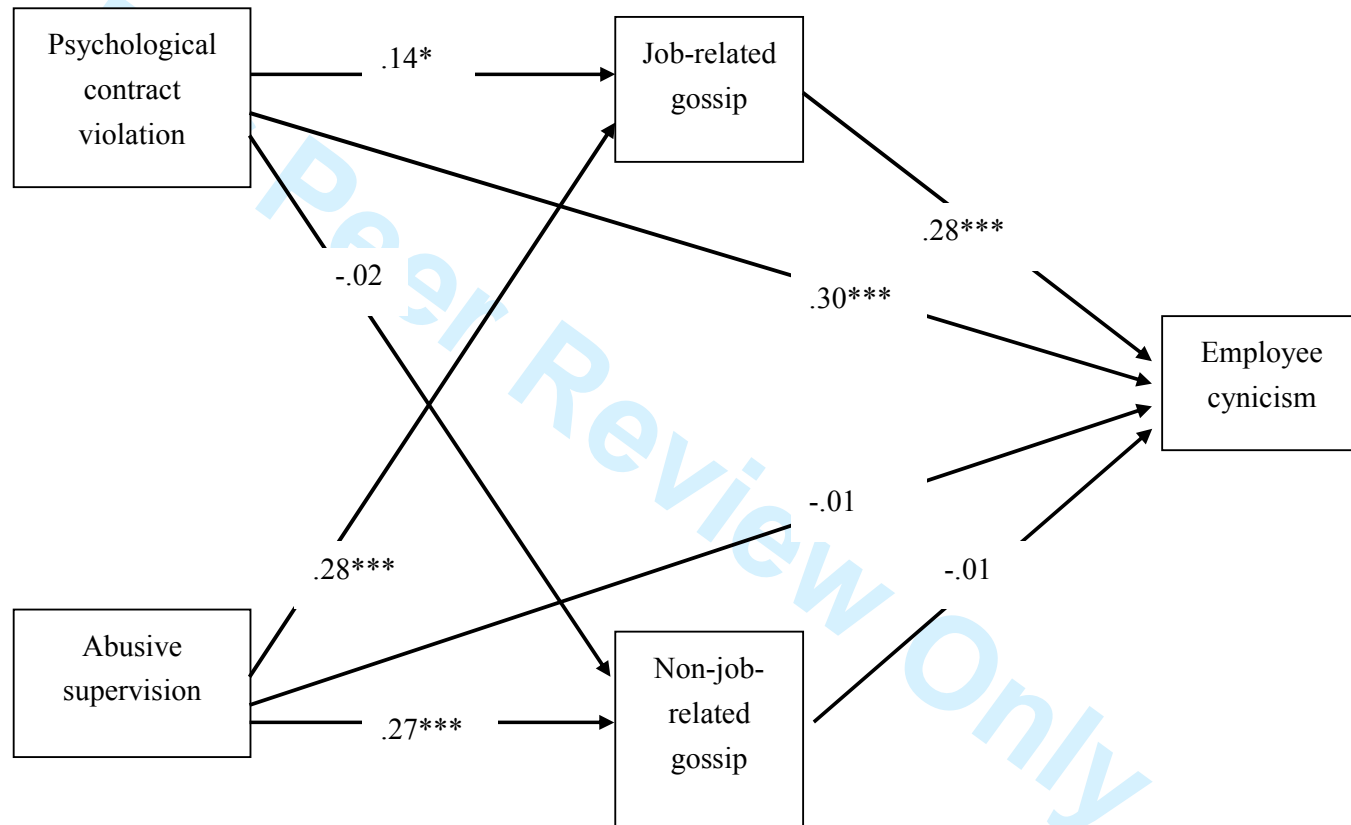 Psychological
contract
violation
.14*
Job-related
gossip
.28***
-.02
.30***
Employee
cynicism
-.01
.28***
-.01
Abusive
supervision
.27***
Non-job-
related
gossip
Peer Review Only